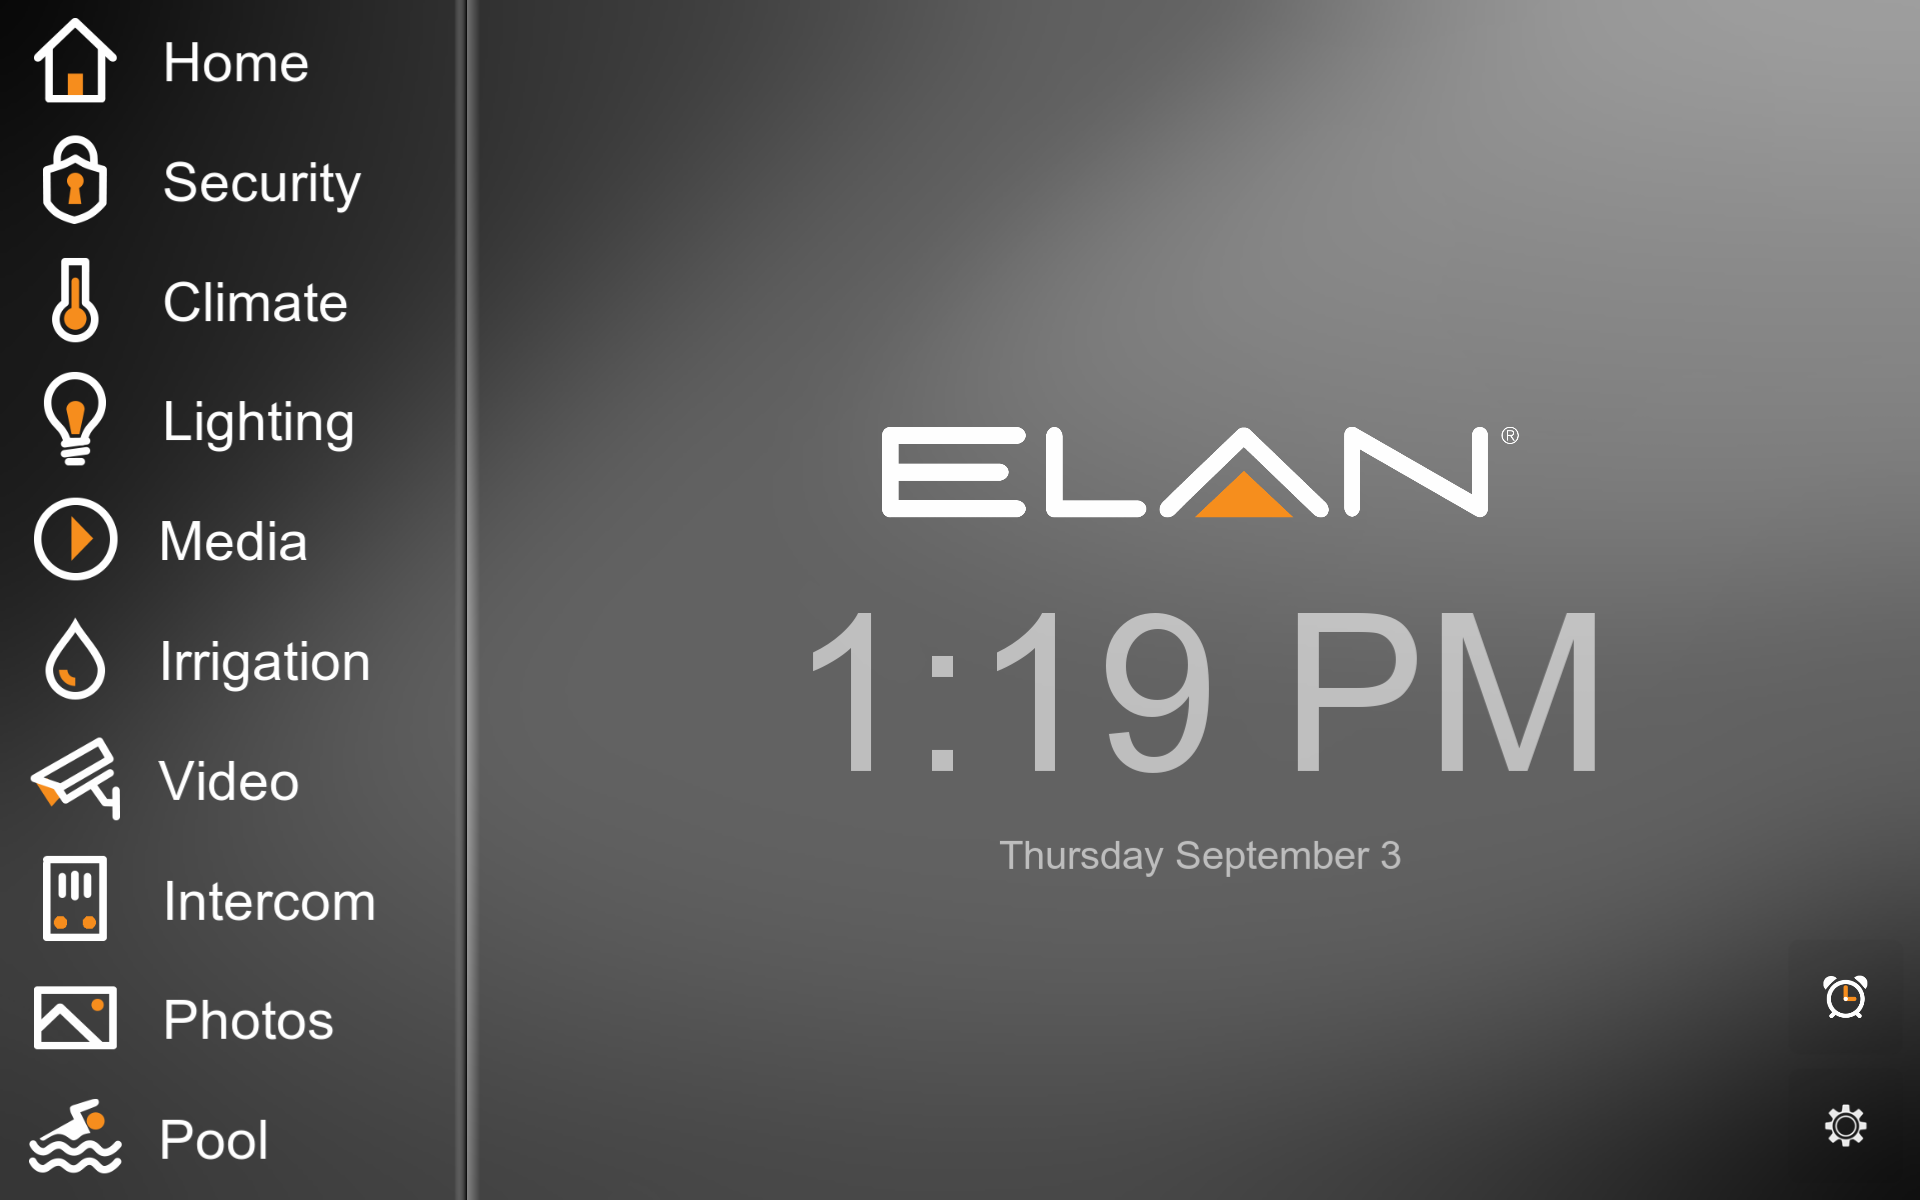 Home
Security
Climate
Lighting
Media
Irrigation
Video
Intercom
Photos
Pool
ELAN®
1:19 PM
Thursday September 3